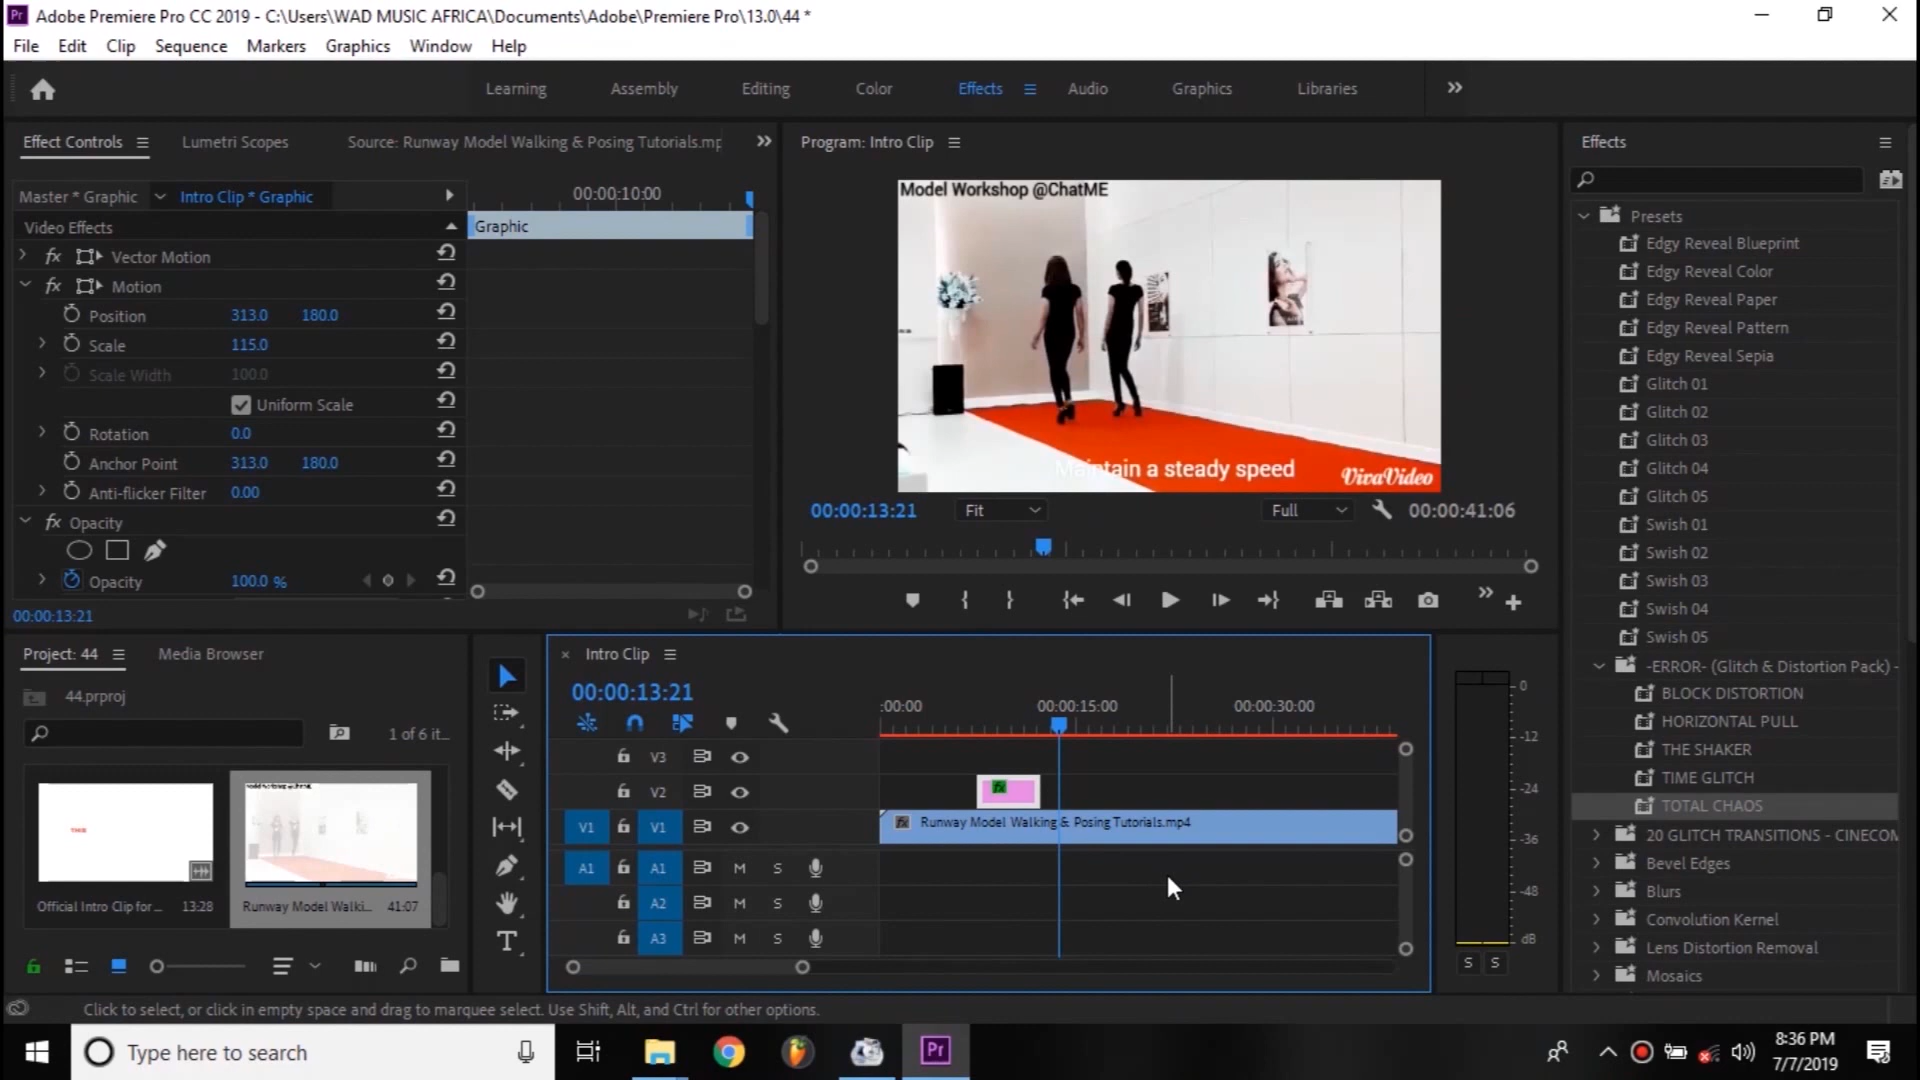 Adobe Premiere Pro CC 2019 - C:\Users\WAD MUSIC AFRICA\Documents\Adobe\Premiere Pro\13.0\44 *
File Edit Clip Sequence Markers Graphics Window Help
Learning Assembly Editing Color Effects Audio Graphics Libraries
Effect Controls Lumetri Scopes Source: Runway Model Walking & Posing Tutorials.mp
Program: Intro Clip
Effects
Master * Graphic Intro Clip * Graphic 00:00:10:00
Video Effects Graphic
fx Vector Motion
fx Motion
Position 313.0 180.0
Scale 115.0
Scale Width 100.0
Uniform Scale
Rotation 0.0
Anchor Point 313.0 180.0
Anti-flicker Filter 0.00
fx Opacity
Opacity 100.0 %
00:00:13:21
Model Workshop @ChatME
Maintain a steady speed
VivaVideo
00:00:13:21 Fit Full 00:00:41:06
Presets
Edgy Reveal Blueprint
Edgy Reveal Color
Edgy Reveal Paper
Edgy Reveal Pattern
Edgy Reveal Sepia
Glitch 01
Glitch 02
Glitch 03
Glitch 04
Glitch 05
Swish 01
Swish 02
Swish 03
Swish 04
Swish 05
-ERROR- (Glitch & Distortion Pack) -
BLOCK DISTORTION
HORIZONTAL PULL
THE SHAKER
TIME GLITCH
TOTAL CHAOS
20 GLITCH TRANSITIONS - CINECOM
Bevel Edges
Blurs
Convolution Kernel
Lens Distortion Removal
Mosaics
Project: 44 Media Browser
44.prproj
1 of 6 it...
THIS
Official Intro Clip for ... 13:28
Runway Model Walki... 41:07
Intro Clip
00:00:13:21
:00:00 00:00:15:00 00:00:30:00
V3
V2 fx
V1 V1 fx Runway Model Walking & Posing Tutorials.mp4
A1 A1 M S
A2 M S
A3 M S
0
-12
-24
-36
-48
dB
S S
Click to select, or click in empty space and drag to marquee select. Use Shift, Alt, and Ctrl for other options.
Type here to search
Pr
8:36 PM
7/7/2019